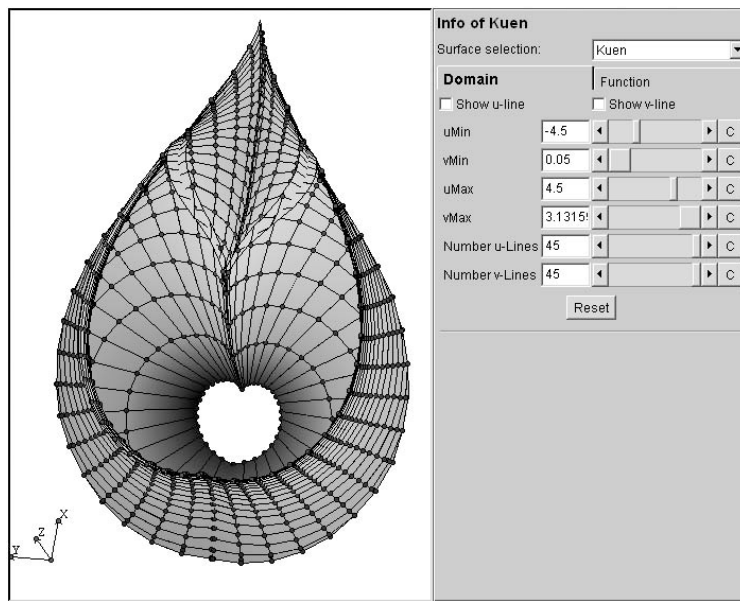 Info of Kuen
Surface selection: Kuen
Domain Function
Show u-line Show v-line
uMin -4.5 C
vMin 0.05 C
uMax 4.5 C
vMax C
Number u-Lines 45 C
Number v-Lines 45 C
Reset
X
Z
Y